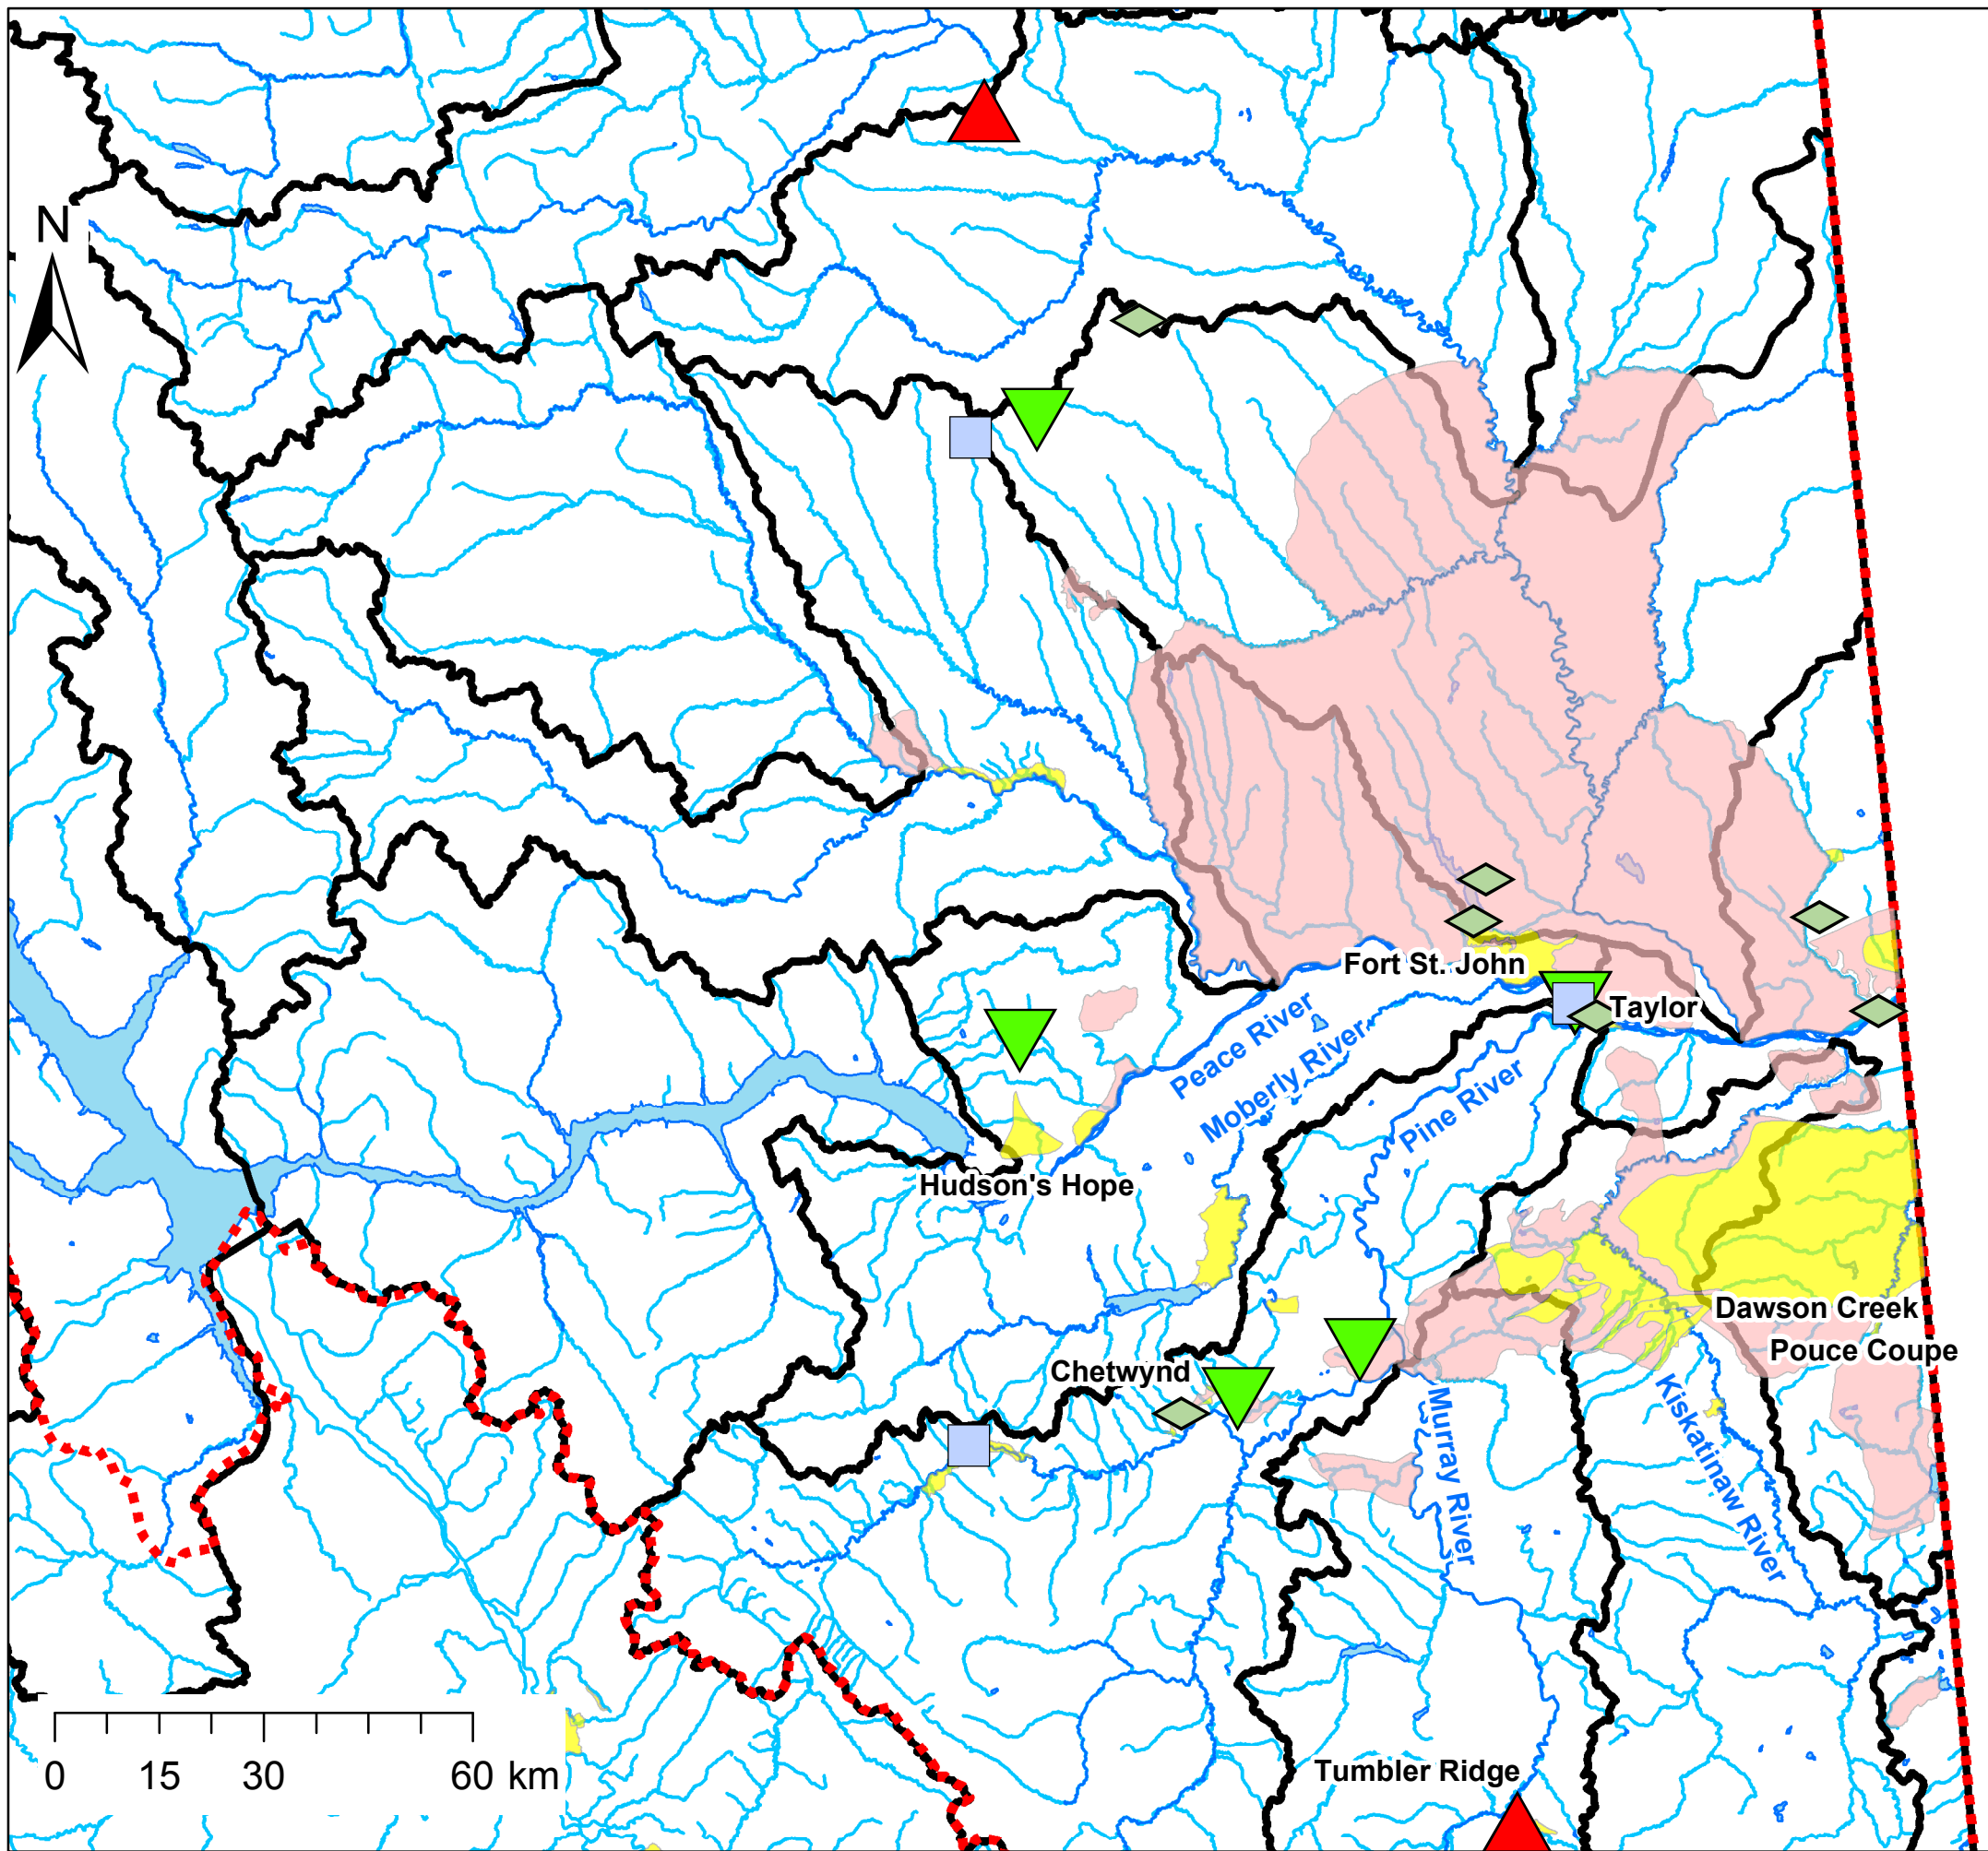 N
Fort St. John
Taylor
Peace River
Moberly River
Pine River
Hudson's Hope
Dawson Creek
Pouce Coupe
Chetwynd
Murray River
Kiskatinaw River
Tumbler Ridge
0 15 30 60 km